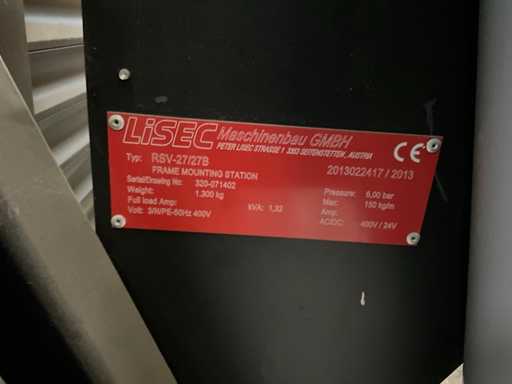 LiSEC Maschinenbau GMBH
PETER LISEC STRASSE 1 3353 SEITENSTETTEN, AUSTRIA
CE
Typ: RSV-27/27B
2013022417 / 2013
FRAME MOUNTING STATION
Serial/Drawing No: 320-071402
Pressure: 6,00 bar
Weight: 1.300 kg
Max: 150 kg/m
Full load Amp: kVA: 1,32
Amp:
Volt: 3/N/PE-50Hz 400V
AC/DC: 400V / 24V